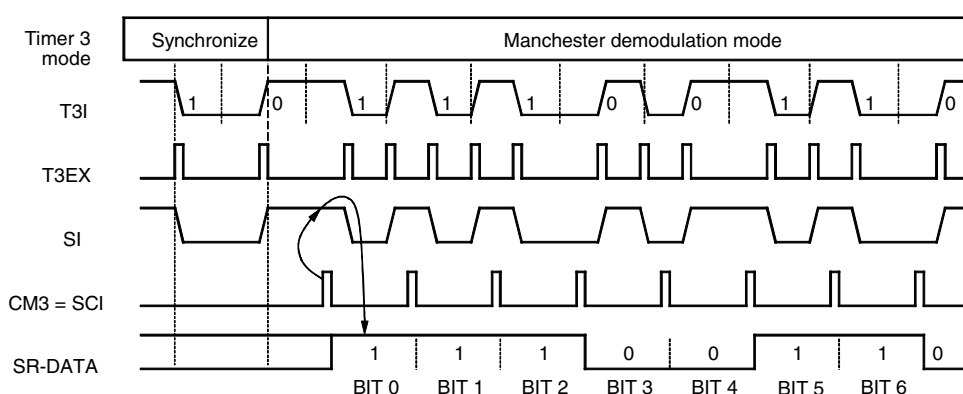 Timer 3
mode
Synchronize
Manchester demodulation mode
T3I
1 0 1 1 1 0 0 1 1 0
T3EX
SI
CM3 = SCI
SR-DATA
1 1 1 0 0 1 1 0
BIT 0 BIT 1 BIT 2 BIT 3 BIT 4 BIT 5 BIT 6